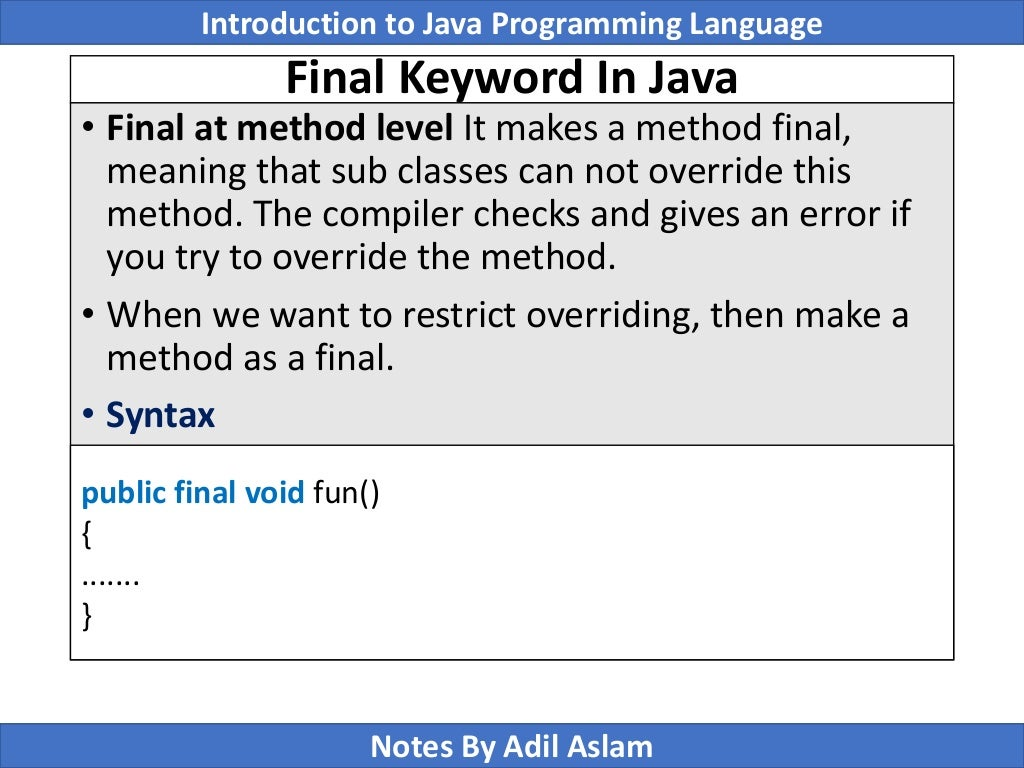 Introduction to Java Programming Language
Final Keyword In Java
• Final at method level It makes a method final,
meaning that sub classes can not override this
method. The compiler checks and gives an error if
you try to override the method.
• When we want to restrict overriding, then make a
method as a final.
• Syntax
public final void fun()
{
.......
}
Notes By Adil Aslam